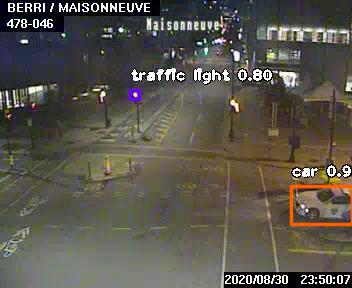 BERRI / MAISONNEUVE
478-046
Maisonneuve
traffic light 0.80
car 0.9
2020/08/30 23:50:07